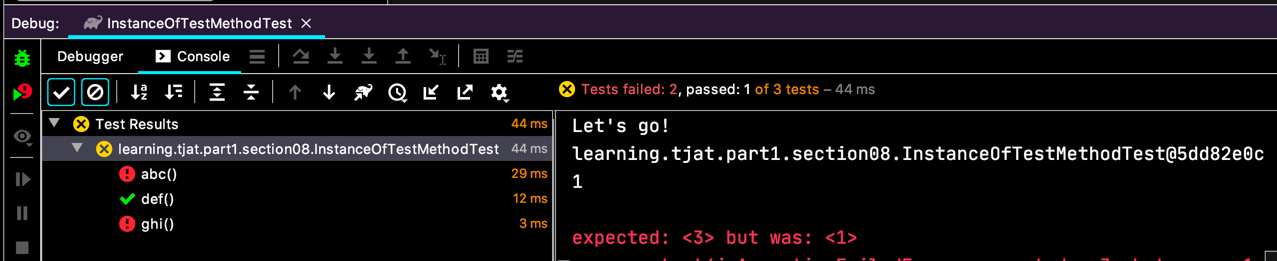 Debug: InstanceOfTestMethodTest
Debugger Console
Tests failed: 2, passed: 1 of 3 tests – 44 ms
Test Results 44 ms
learning.tjat.part1.section08.InstanceOfTestMethodTest 44 ms
abc() 29 ms
def() 12 ms
ghi() 3 ms
Let's go!
learning.tjat.part1.section08.InstanceOfTestMethodTest@5dd82e0c
1
expected: <3> but was: <1>